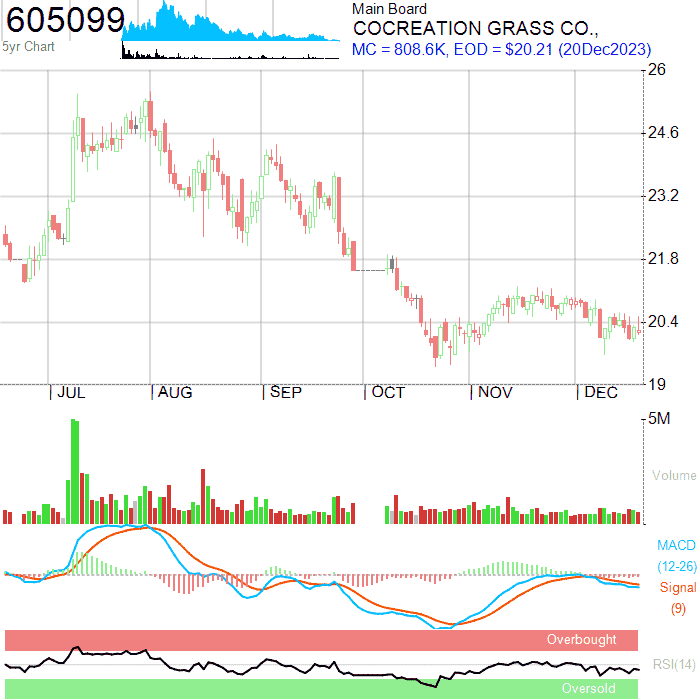 605099
5yr Chart
Main Board
COCREATION GRASS CO.,
MC = 808.6K, EOD = $20.21 (20Dec2023)
26
24.6
23.2
21.8
20.4
19
JUL AUG SEP OCT NOV DEC
5M
Volume
MACD
(12-26)
Signal
(9)
Overbought
RSI(14)
Oversold